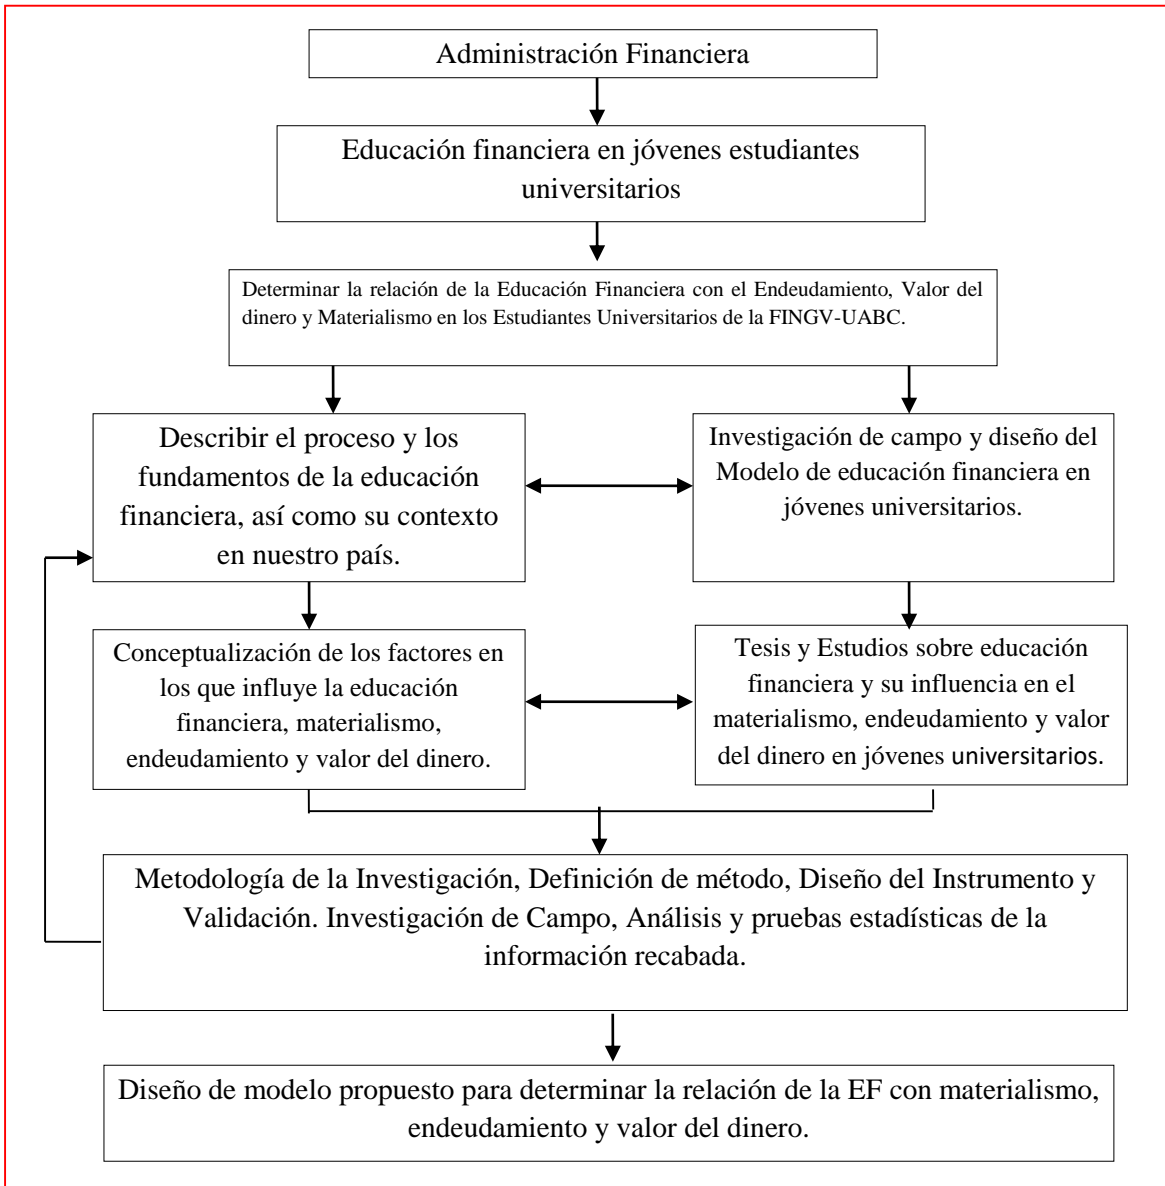 Administración Financiera
Educación financiera en jóvenes estudiantes
universitarios
Determinar la relación de la Educación Financiera con el Endeudamiento, Valor del
dinero y Materialismo en los Estudiantes Universitarios de la FINGV-UABC.
Describir el proceso y los
fundamentos de la educación
financiera, así como su contexto
en nuestro país.
Investigación de campo y diseño del
Modelo de educación financiera en
jóvenes universitarios.
Conceptualización de los factores en
los que influye la educación
financiera, materialismo,
endeudamiento y valor del dinero.
Tesis y Estudios sobre educación
financiera y su influencia en el
materialismo, endeudamiento y valor
del dinero en jóvenes universitarios.
Metodología de la Investigación, Definición de método, Diseño del Instrumento y
Validación. Investigación de Campo, Análisis y pruebas estadísticas de la
información recabada.
Diseño de modelo propuesto para determinar la relación de la EF con materialismo,
endeudamiento y valor del dinero.